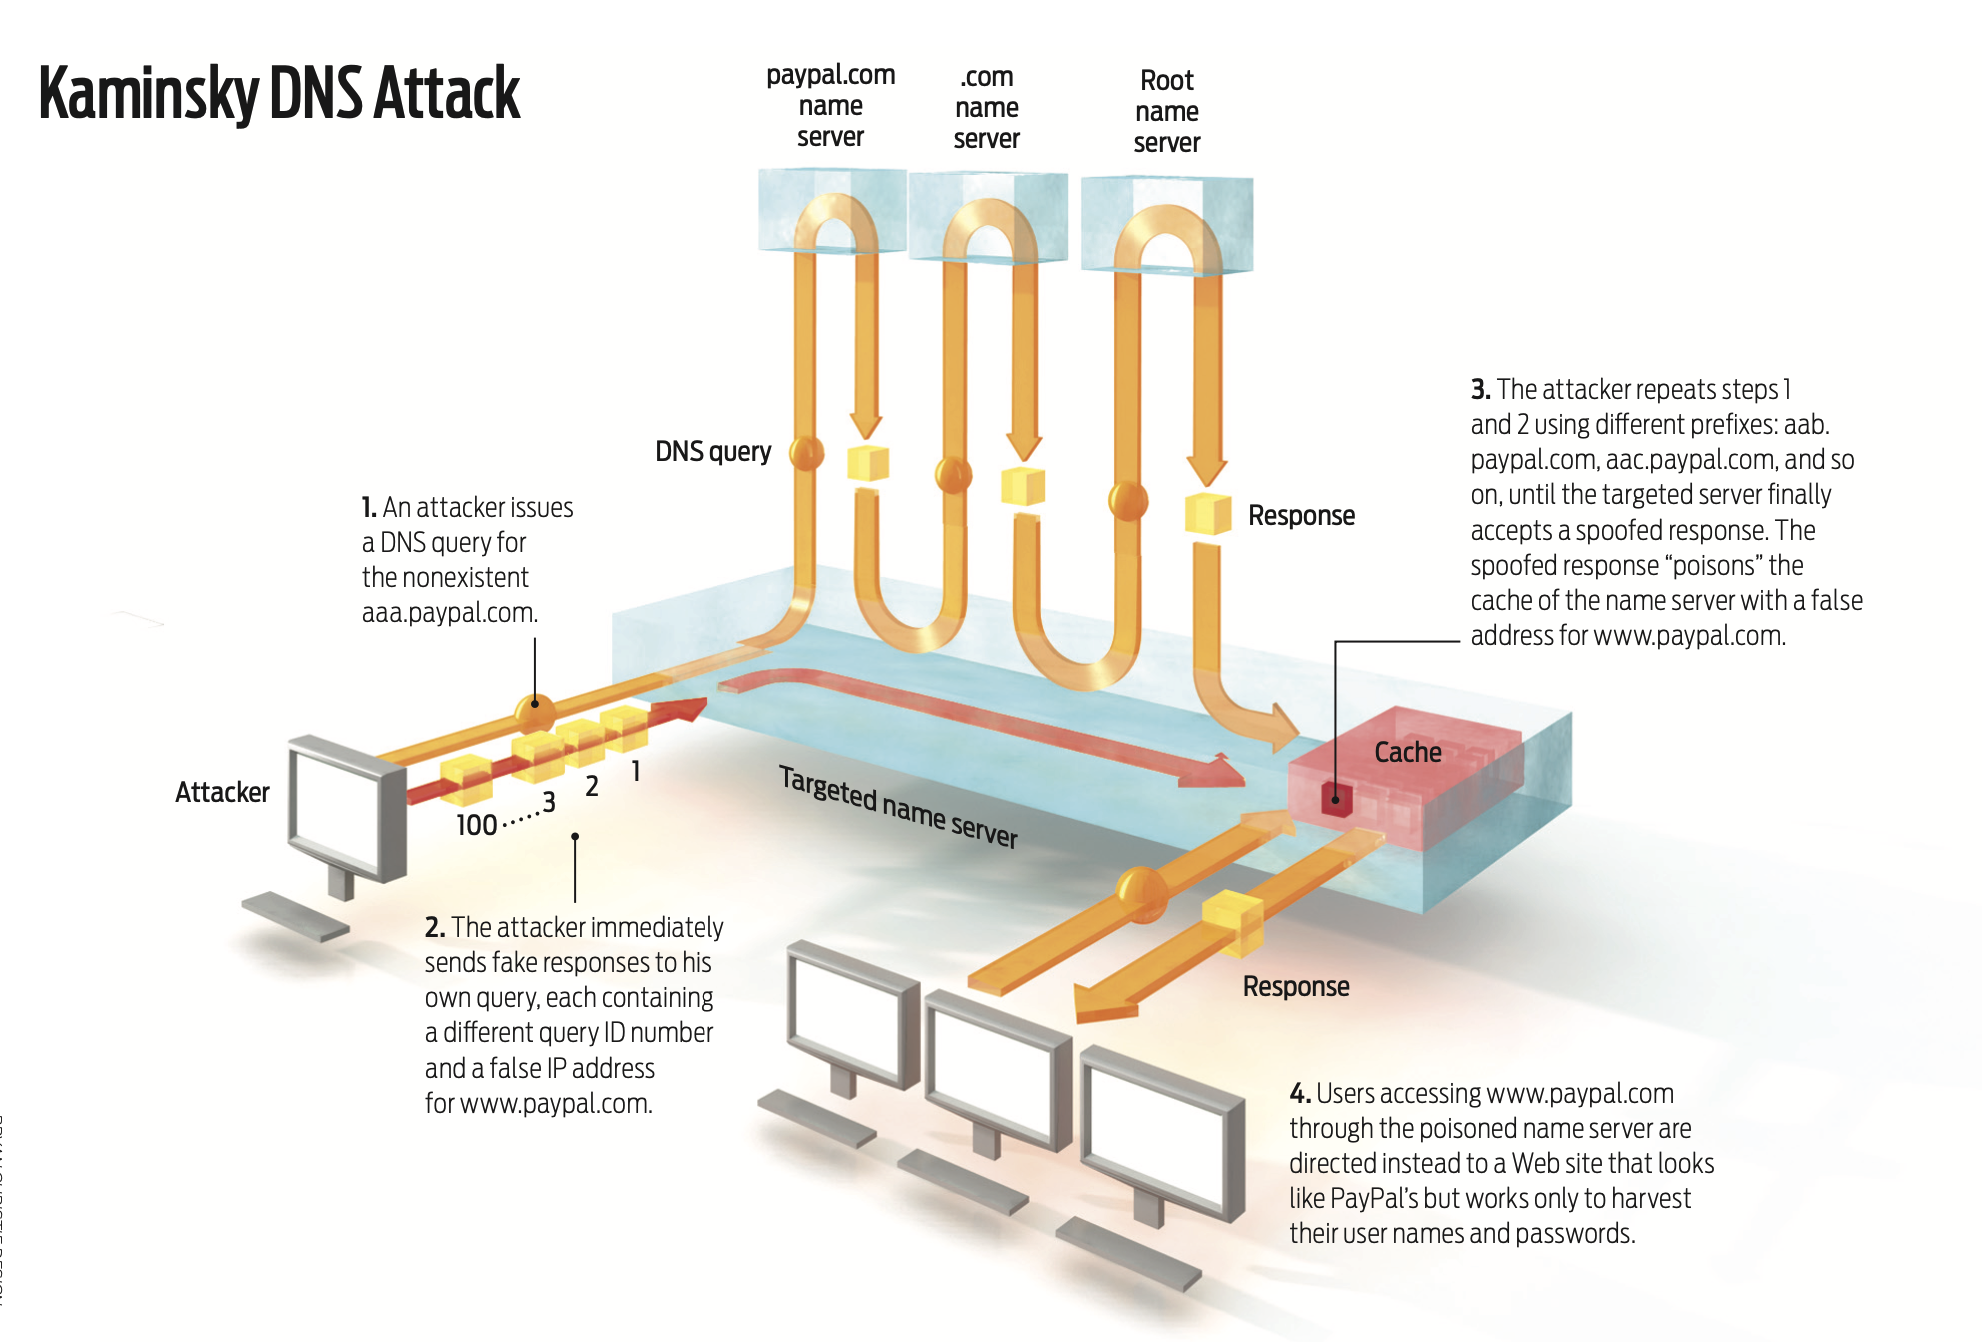 Kaminsky DNS Attack
paypal.com
name
server
.com
name
server
Root
name
server
DNS query
Response
1. An attacker issues
a DNS query for
the nonexistent
aaa.paypal.com.
3. The attacker repeats steps 1
and 2 using different prefixes: aab.
paypal.com, aac.paypal.com, and so
on, until the targeted server finally
accepts a spoofed response. The
spoofed response “poisons” the
cache of the name server with a false
address for www.paypal.com.
Attacker
1
2
3
100......
Cache
Targeted name server
2. The attacker immediately
sends fake responses to his
own query, each containing
a different query ID number
and a false IP address
for www.paypal.com.
Response
4. Users accessing www.paypal.com
through the poisoned name server are
directed instead to a Web site that looks
like PayPal’s but works only to harvest
their user names and passwords.